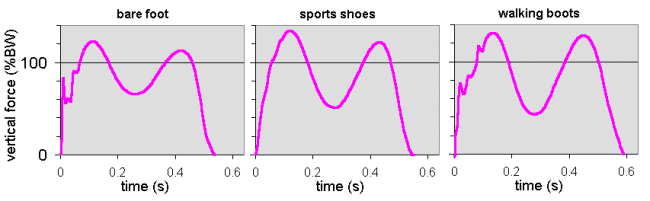 bare foot
sports shoes
walking boots
vertical force (%BW)
100
0
0 0.2 0.4 0.6
0 0.2 0.4 0.6
0 0.2 0.4 0.6
time (s)
time (s)
time (s)